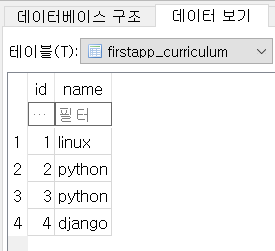 데이터베이스 구조 데이터 보기
테이블(T): firstapp_curriculum
id name
... 필터
1 1 linux
2 2 python
3 3 python
4 4 django